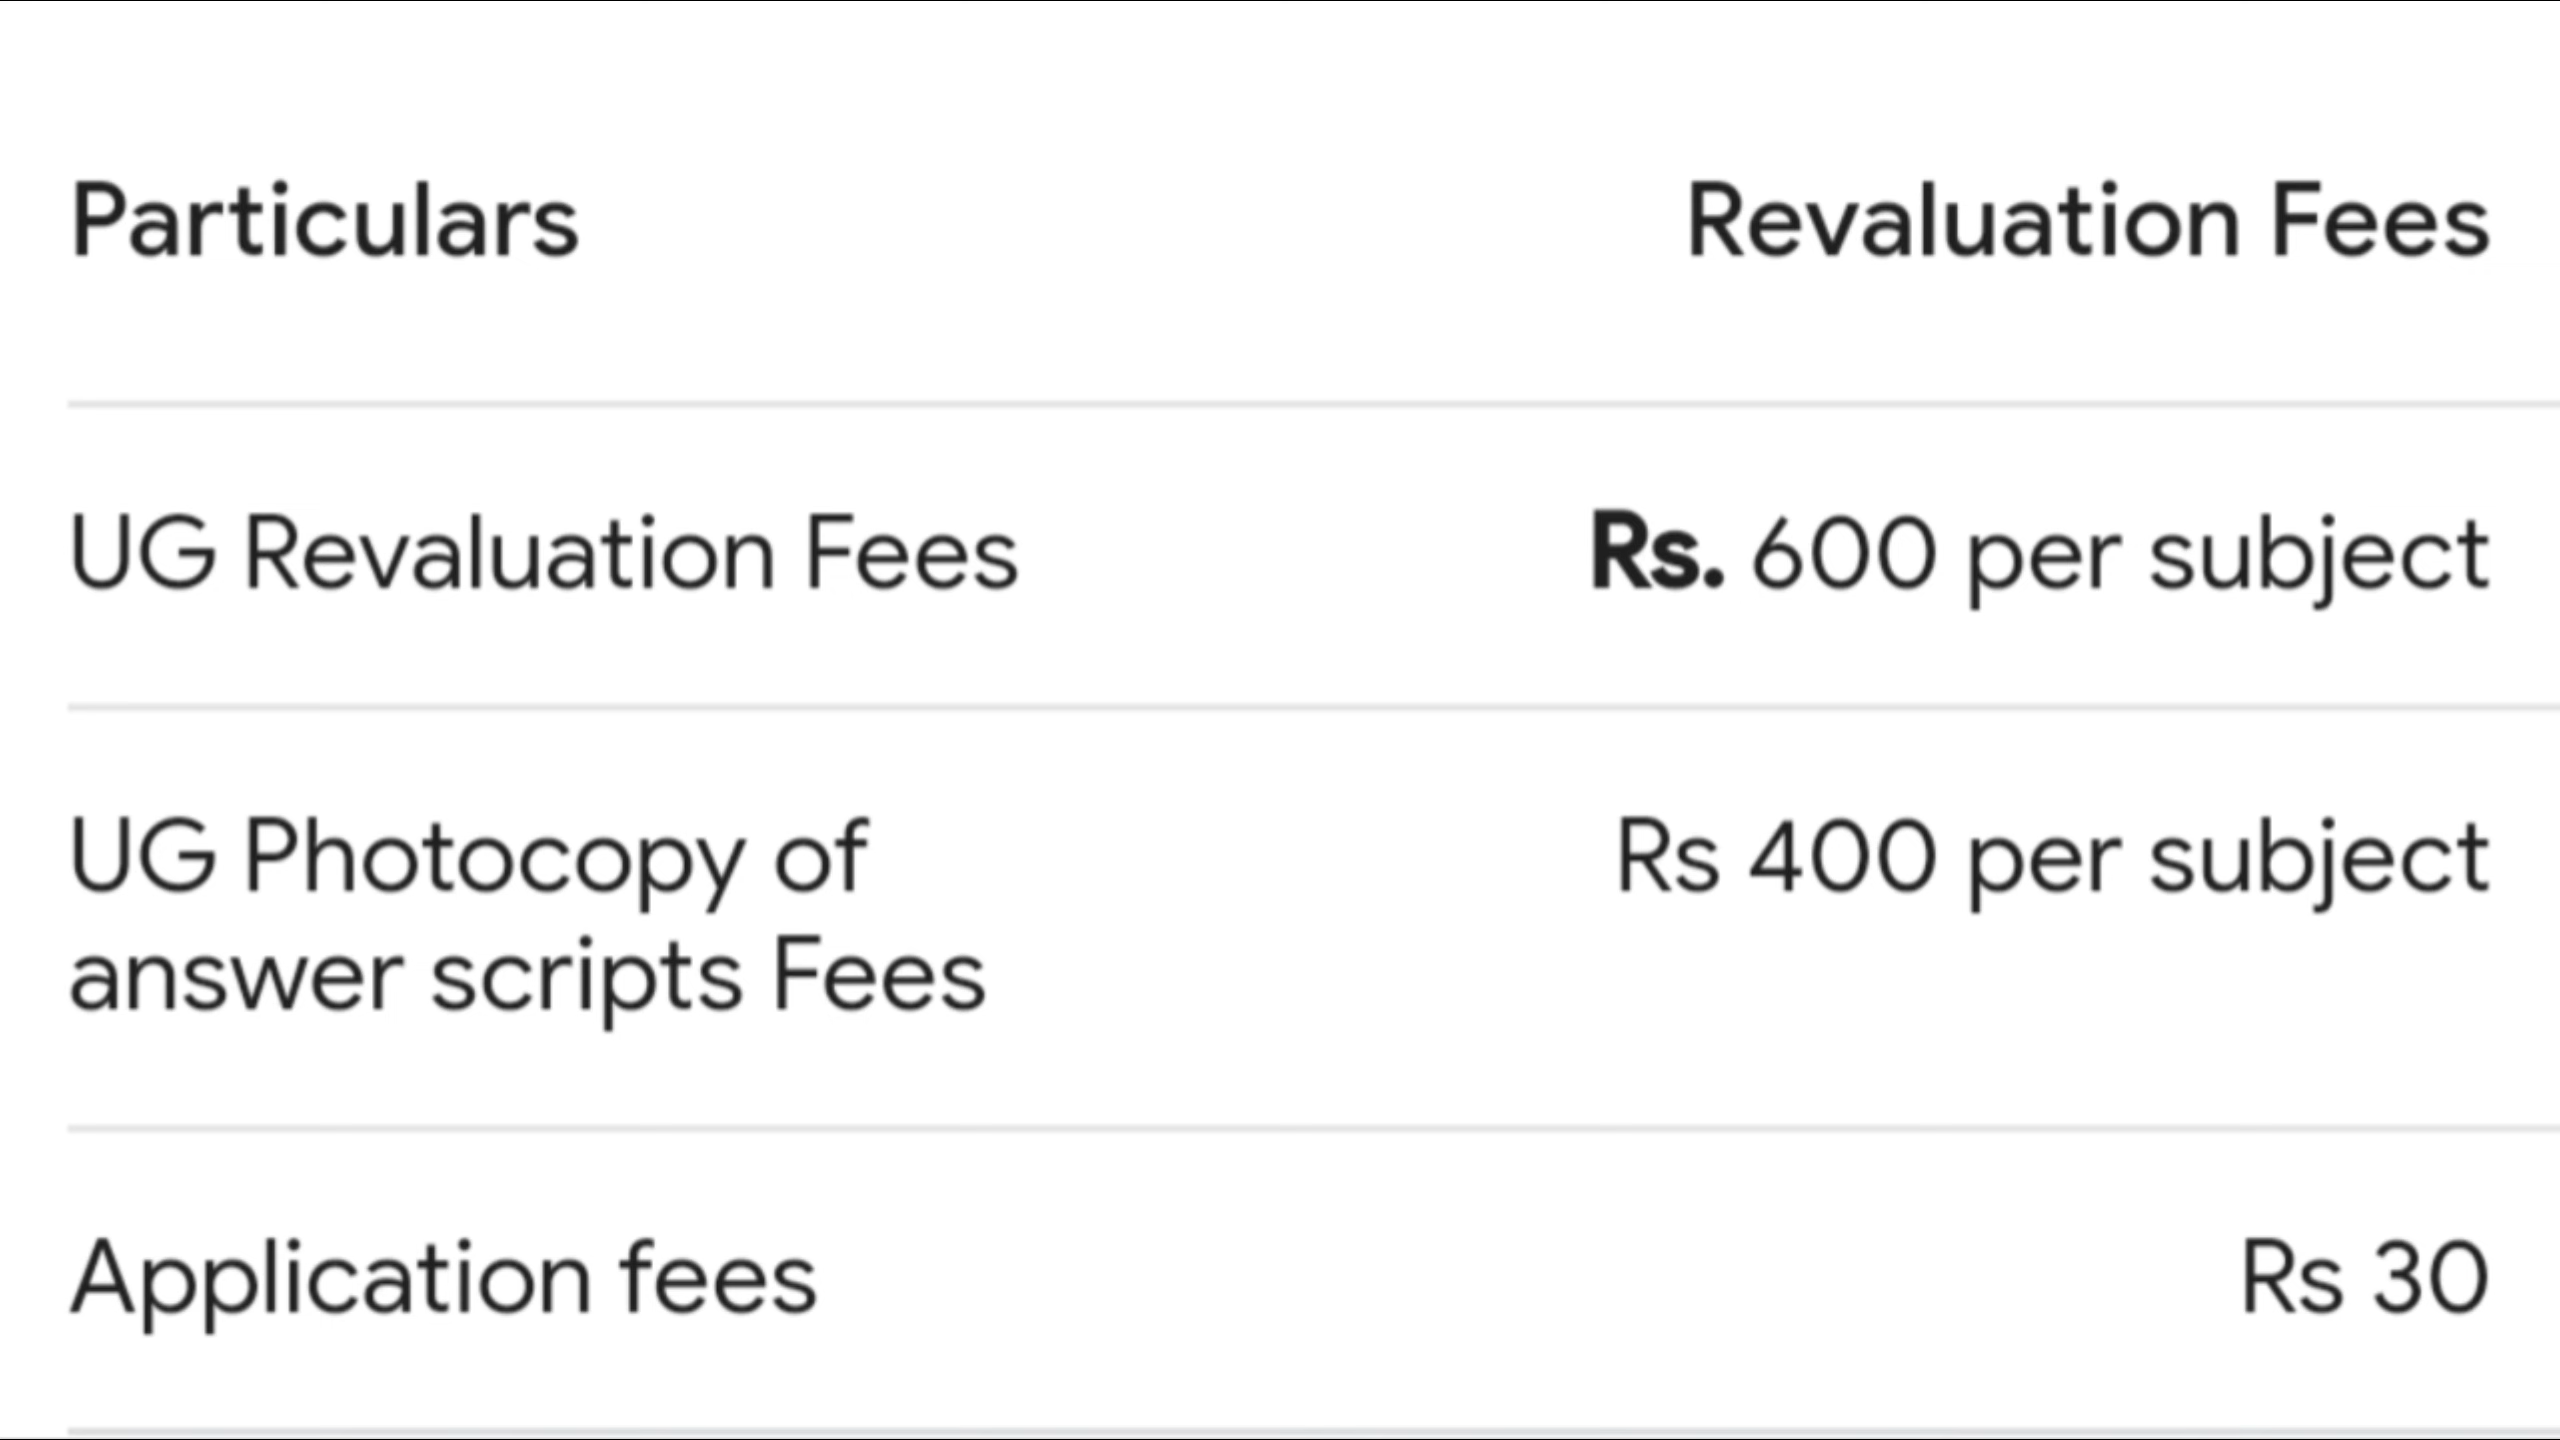 Particulars Revaluation Fees
UG Revaluation Fees Rs. 600 per subject
UG Photocopy of Rs 400 per subject
answer scripts Fees
Application fees Rs 30